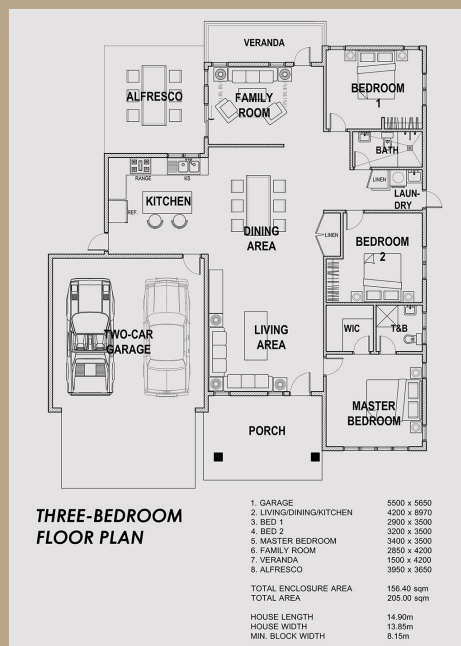 VERANDA
ALFRESCO
FAMILY
ROOM
BEDROOM
1
BATH
RANGE
KS
LINEN
LAUN-
DRY
KITCHEN
REF.
DINING
AREA
LINEN
BEDROOM
2
TWO-CAR
GARAGE
LIVING
AREA
WIC
T&B
MASTER
BEDROOM
PORCH
THREE-BEDROOM
FLOOR PLAN
1. GARAGE 5500 x 5650
2. LIVING/DINING/KITCHEN 4200 x 8970
3. BED 1 2900 x 3500
4. BED 2 3200 x 3500
5. MASTER BEDROOM 3400 x 3500
6. FAMILY ROOM 2850 x 4200
7. VERANDA 1500 x 4200
8. ALFRESCO 3950 x 3650
TOTAL ENCLOSURE AREA 156.40 sqm
TOTAL AREA 205.00 sqm
HOUSE LENGTH 14.90m
HOUSE WIDTH 13.85m
MIN. BLOCK WIDTH 8.15m